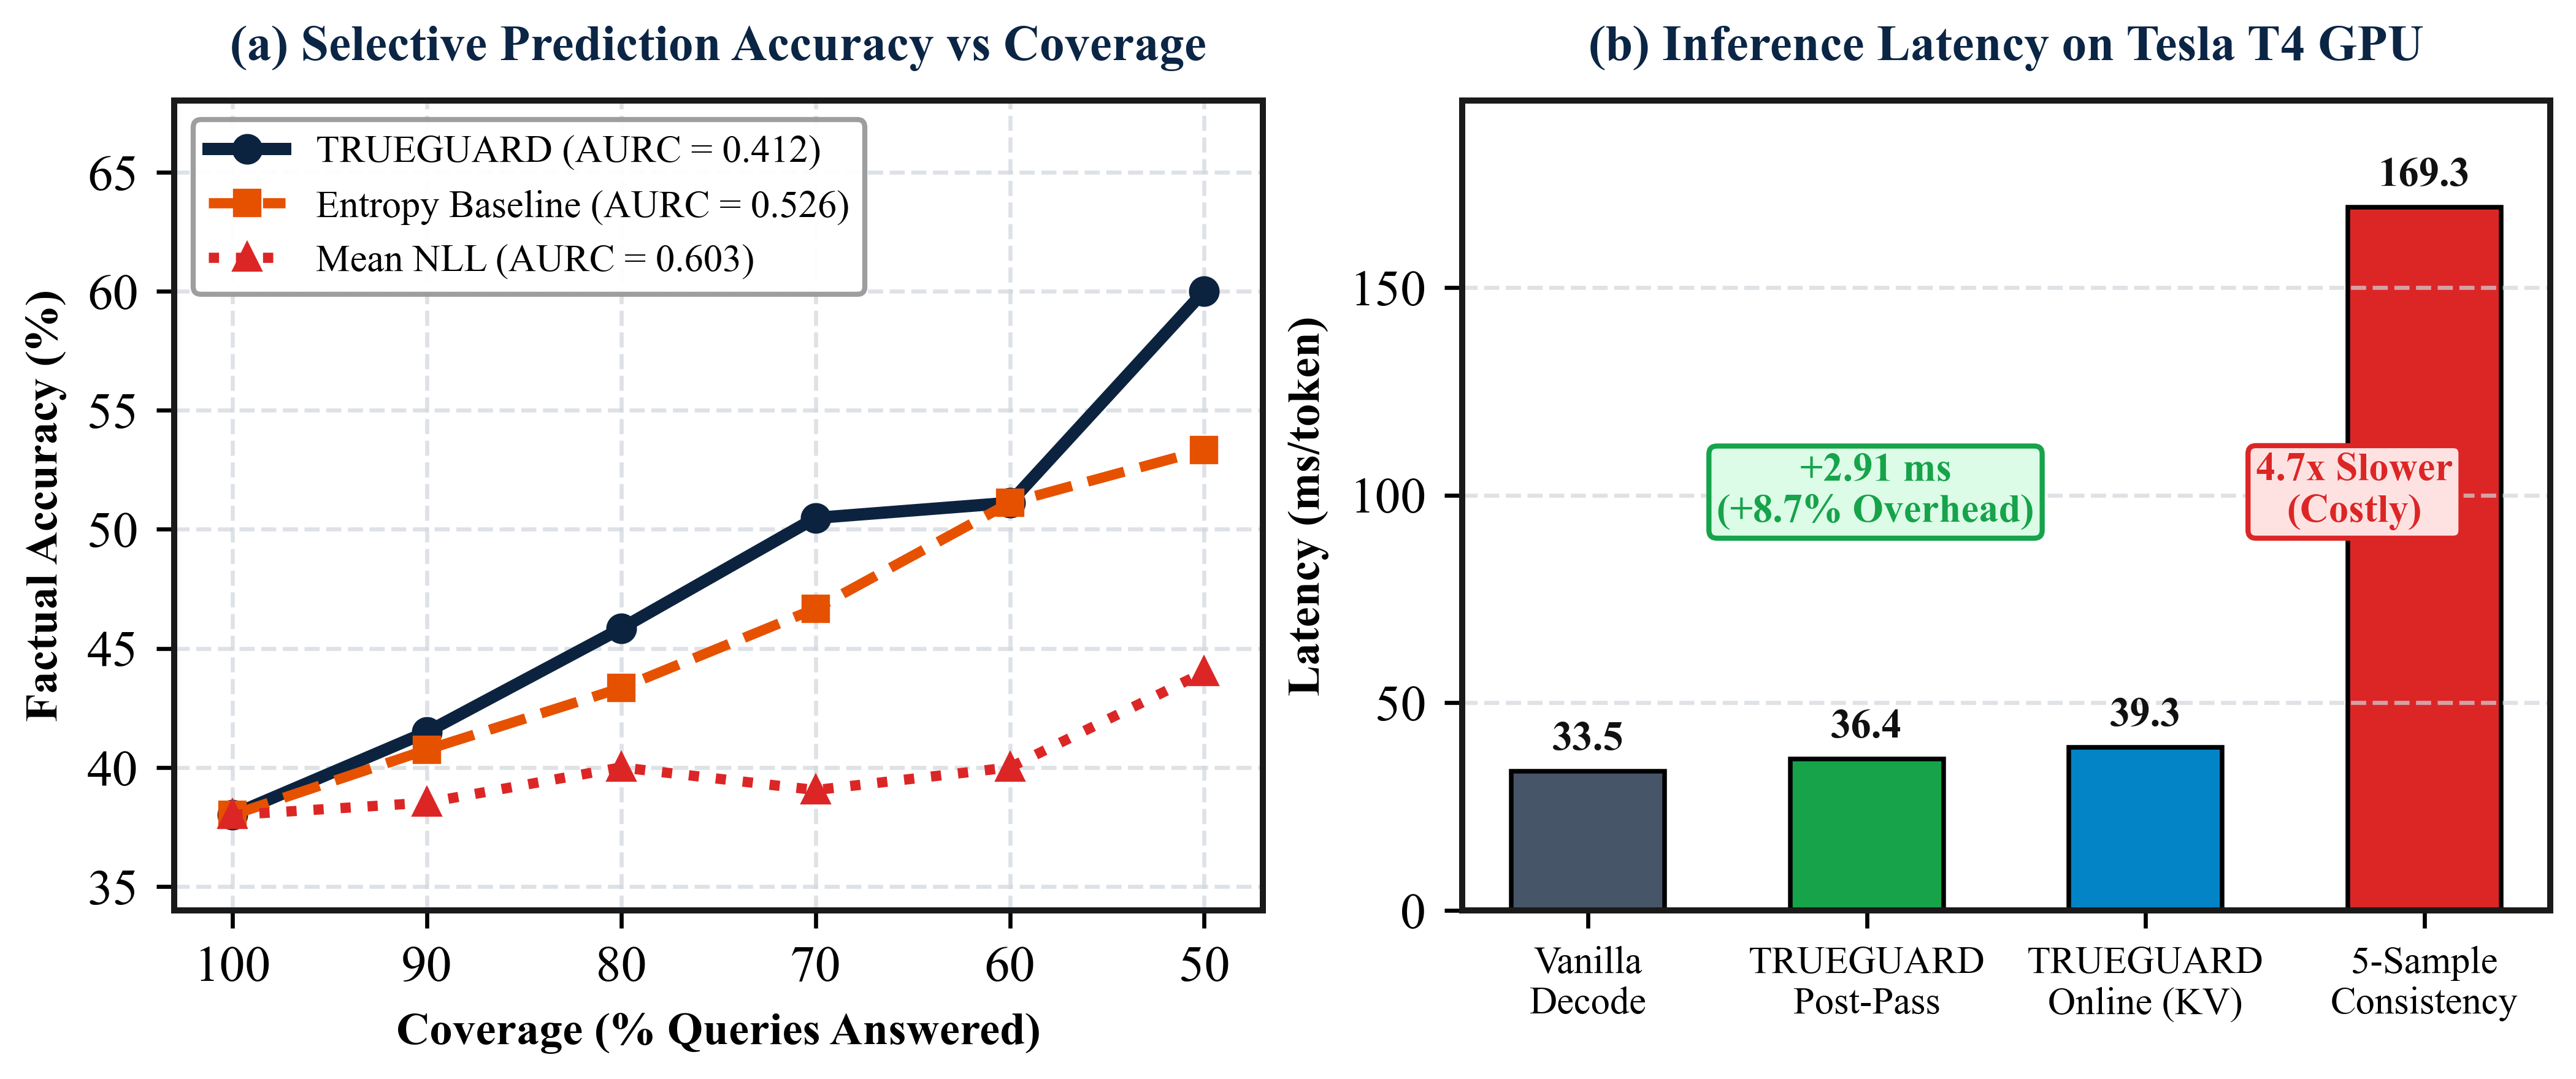 (a) Selective Prediction Accuracy vs Coverage
TRUEGUARD (AURC = 0.412)
Entropy Baseline (AURC = 0.526)
Mean NLL (AURC = 0.603)
Factual Accuracy (%)
65
60
55
50
45
40
35
100 90 80 70 60 50
Coverage (% Queries Answered)
(b) Inference Latency on Tesla T4 GPU
Latency (ms/token)
150
100
50
0
169.3
+2.91 ms
(+8.7% Overhead)
4.7x Slower
(Costly)
33.5
36.4
39.3
Vanilla
Decode
TRUEGUARD
Post-Pass
TRUEGUARD
Online (KV)
5-Sample
Consistency